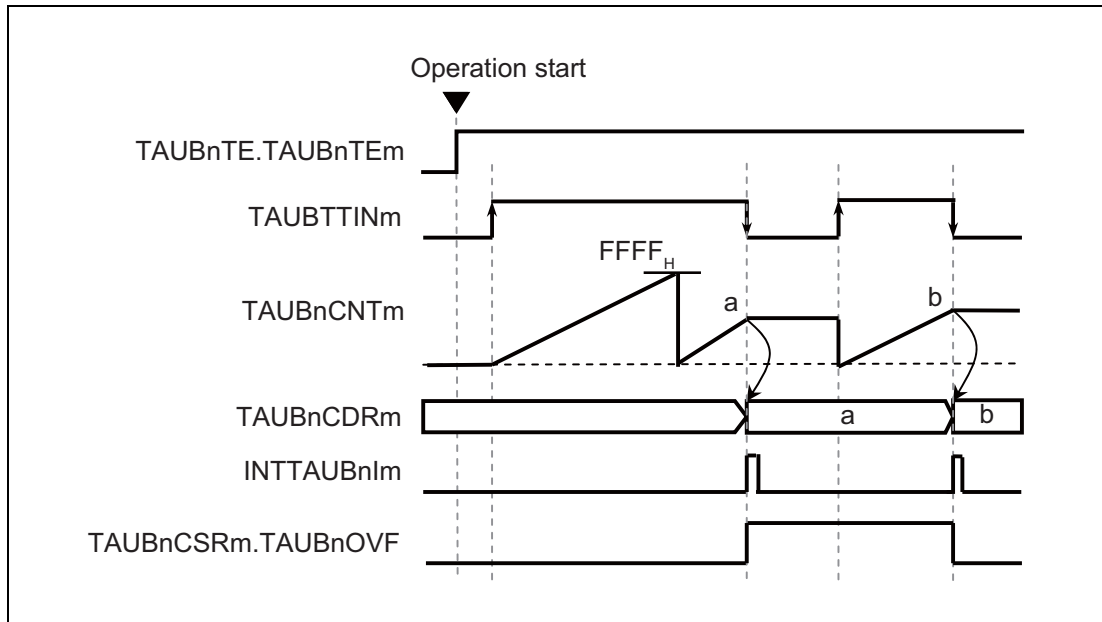 Operation start
TAUBnTE.TAUBnTEm
TAUBTTINm
FFFFH
TAUBnCNTm
a
b
TAUBnCDRm
a
b
INTTAUBnIm
TAUBnCSRm.TAUBnOVF